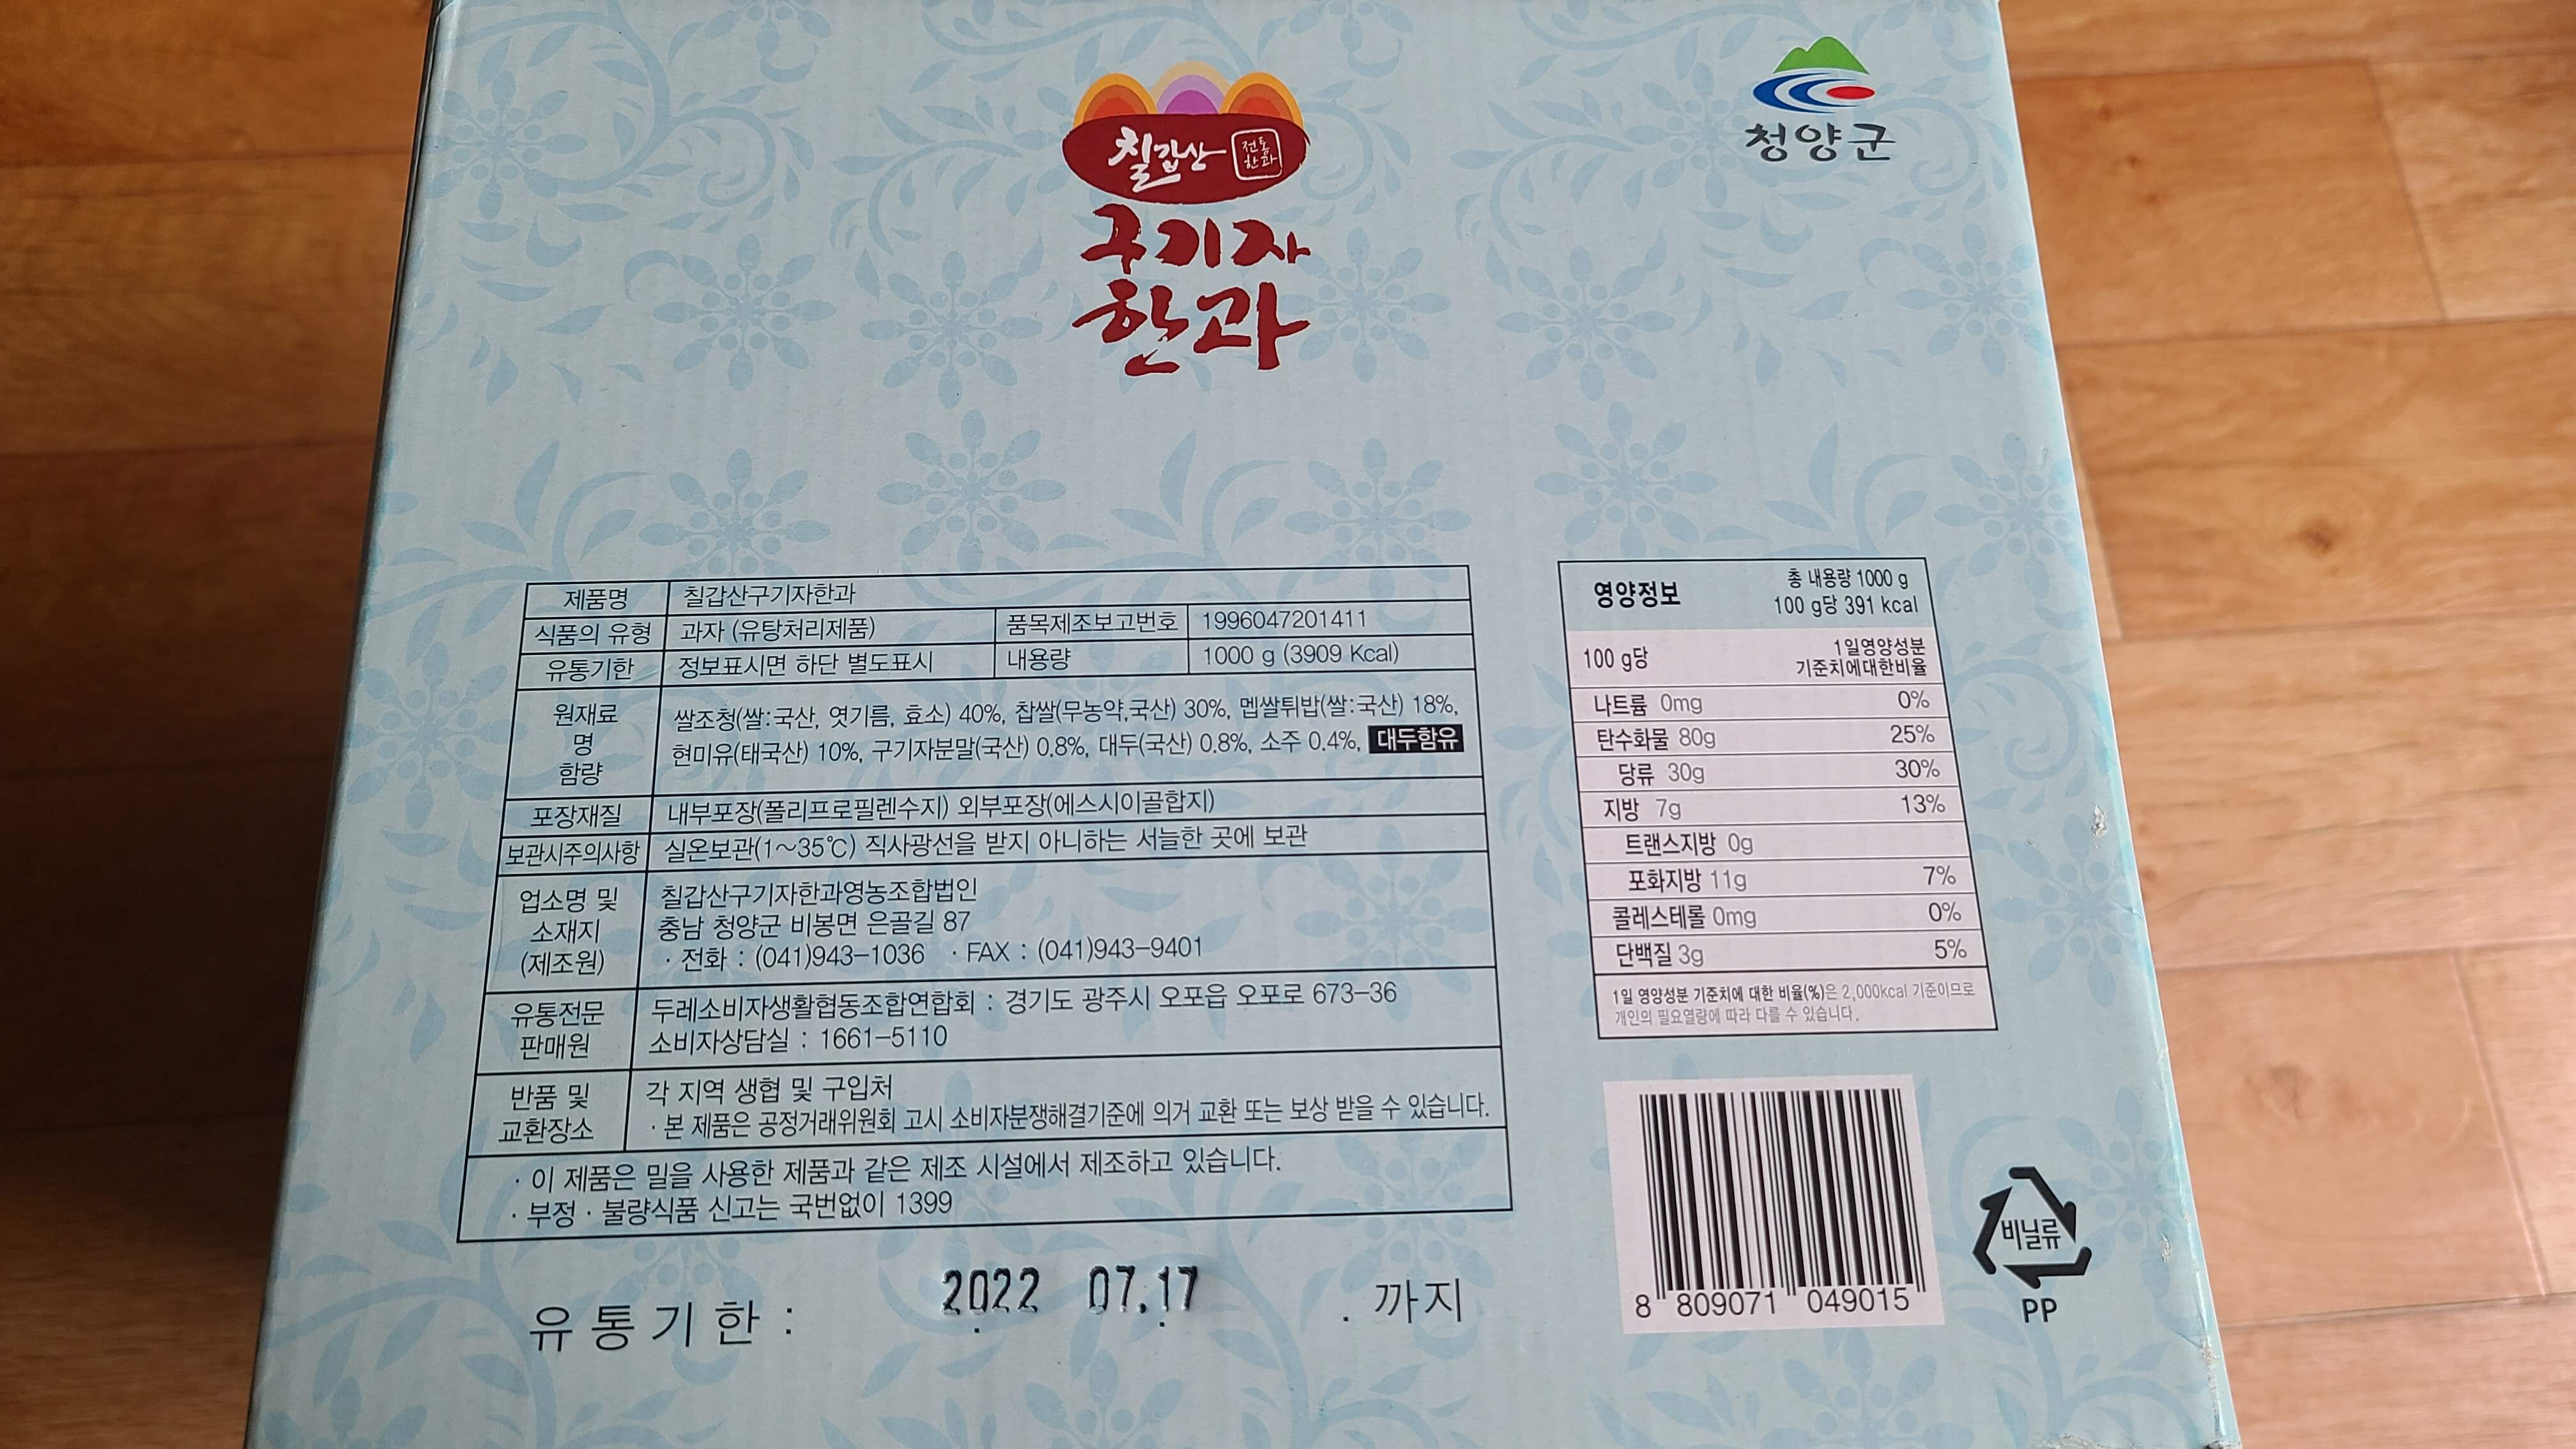 칠갑산 전통한과
구기자
한과
청양군
제품명 칠갑산구기자한과
식품의 유형 과자 (유탕처리제품) 품목제조보고번호 1996047201411
유통기한 정보표시면 하단 별도표시 내용량 1000 g (3909 Kcal)
원재료
명
함량
쌀조청(쌀:국산, 엿기름, 효소) 40%, 찹쌀(무농약,국산) 30%, 멥쌀튀밥(쌀:국산) 18%,
현미유(태국산) 10%, 구기자분말(국산) 0.8%, 대두(국산) 0.8%, 소주 0.4%, 대두함유
포장재질 내부포장(폴리프로필렌수지) 외부포장(에스시이골합지)
보관시주의사항 실온보관(1~35℃) 직사광선을 받지 아니하는 서늘한 곳에 보관
업소명 및
소재지
(제조원)
칠갑산구기자한과영농조합법인
충남 청양군 비봉면 은골길 87
· 전화 : (041)943-1036 · FAX : (041)943-9401
유통전문
판매원
두레소비자생활협동조합연합회 : 경기도 광주시 오포읍 오포로 673-36
소비자상담실 : 1661-5110
반품 및
교환장소
각 지역 생협 및 구입처
· 본 제품은 공정거래위원회 고시 소비자분쟁해결기준에 의거 교환 또는 보상 받을 수 있습니다.
· 이 제품은 밀을 사용한 제품과 같은 제조 시설에서 제조하고 있습니다.
· 부정 · 불량식품 신고는 국번없이 1399
유통기한 : 2022 07.17 . 까지
영양정보
총 내용량 1000 g
100 g당 391 kcal
100 g당
1일영양성분
기준치에대한비율
나트륨 0mg 0%
탄수화물 80g 25%
당류 30g 30%
지방 7g 13%
트랜스지방 0g
포화지방 11g 7%
콜레스테롤 0mg 0%
단백질 3g 5%
1일 영양성분 기준치에 대한 비율(%)은 2,000kcal 기준이므로
개인의 필요열량에 따라 다를 수 있습니다.
8 809071 049015
비닐류
PP